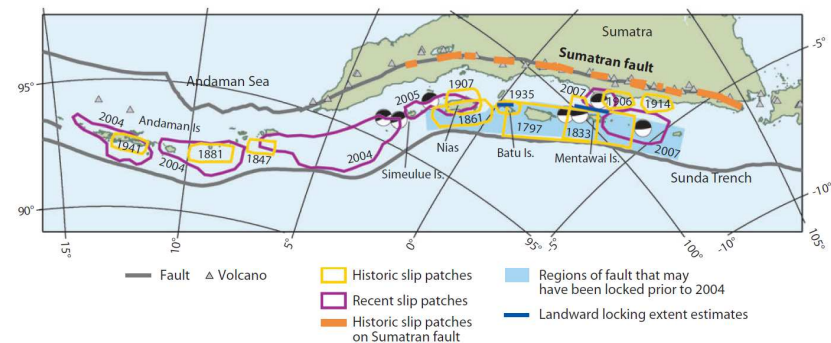 Sumatra
-5°
Sumatran fault
Andaman Sea
95°
2007
1907
1935
2005
1906
1914
2004
Andaman Is
1861
1941
1797
1833
1881
1847
2004
2004
2007
Nias
Batu Is.
Mentawai Is.
Simeulue Is.
Sunda Trench
-10°
90°
15°
10°
5°
0°
95°
-5°
100°
-10°
105°
Fault
Volcano
Historic slip patches
Recent slip patches
Historic slip patches
on Sumatran fault
Regions of fault that may
have been locked prior to 2004
Landward locking extent estimates